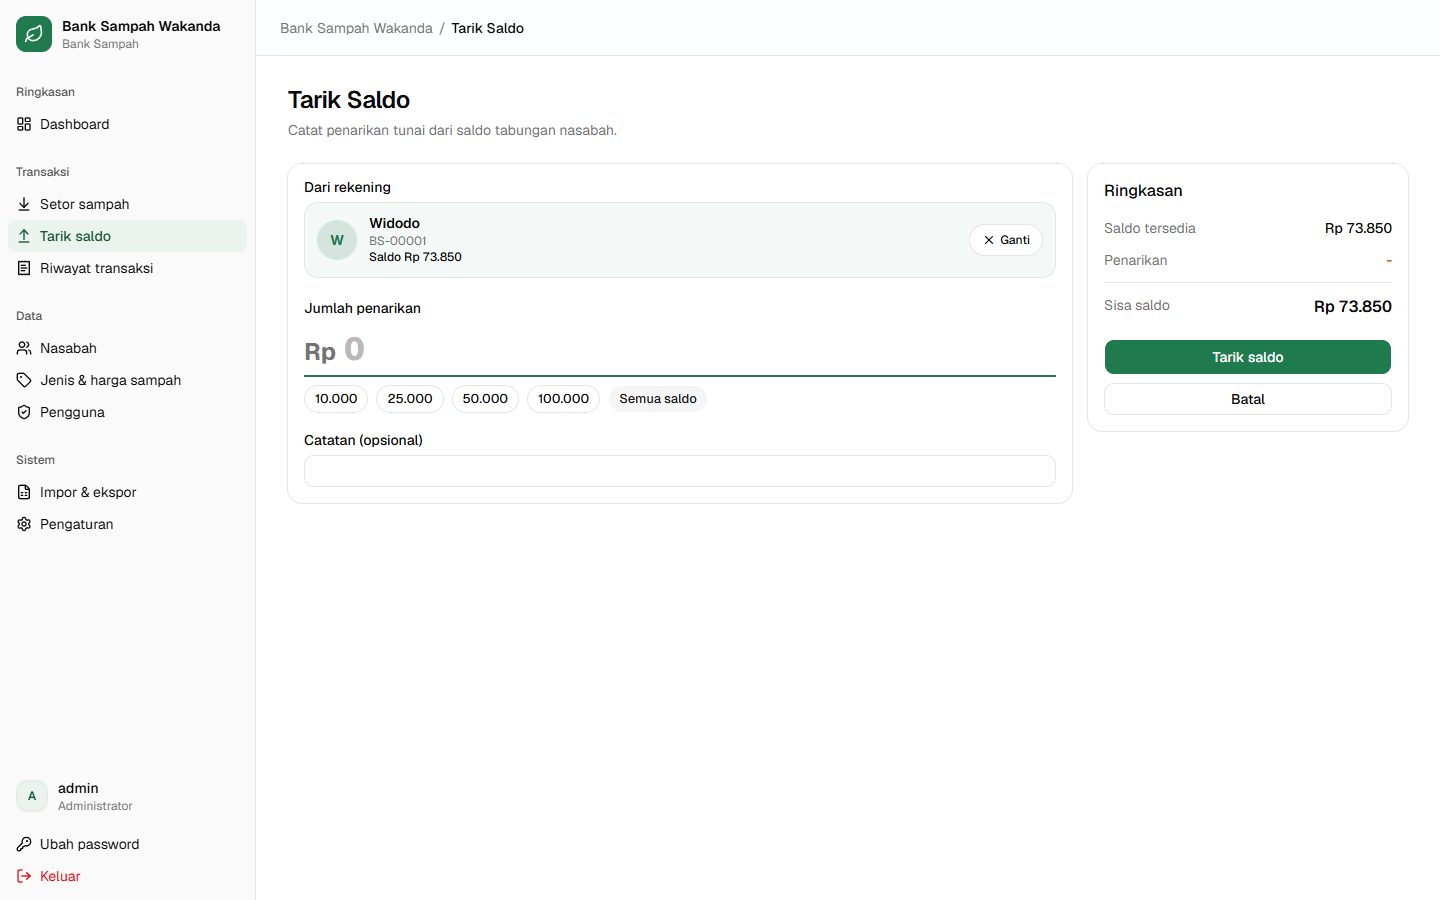 Bank Sampah Wakanda
Bank Sampah
Ringkasan
Dashboard
Transaksi
Setor sampah
Tarik saldo
Riwayat transaksi
Data
Nasabah
Jenis & harga sampah
Pengguna
Sistem
Impor & ekspor
Pengaturan
A
admin
Administrator
Ubah password
Keluar
Bank Sampah Wakanda / Tarik Saldo
Tarik Saldo
Catat penarikan tunai dari saldo tabungan nasabah.
Dari rekening
W
Widodo
BS-00001
Saldo Rp 73.850
Ganti
Jumlah penarikan
Rp 0
10.000 25.000 50.000 100.000 Semua saldo
Catatan (opsional)
Ringkasan
Saldo tersedia Rp 73.850
Penarikan -
Sisa saldo Rp 73.850
Tarik saldo
Batal